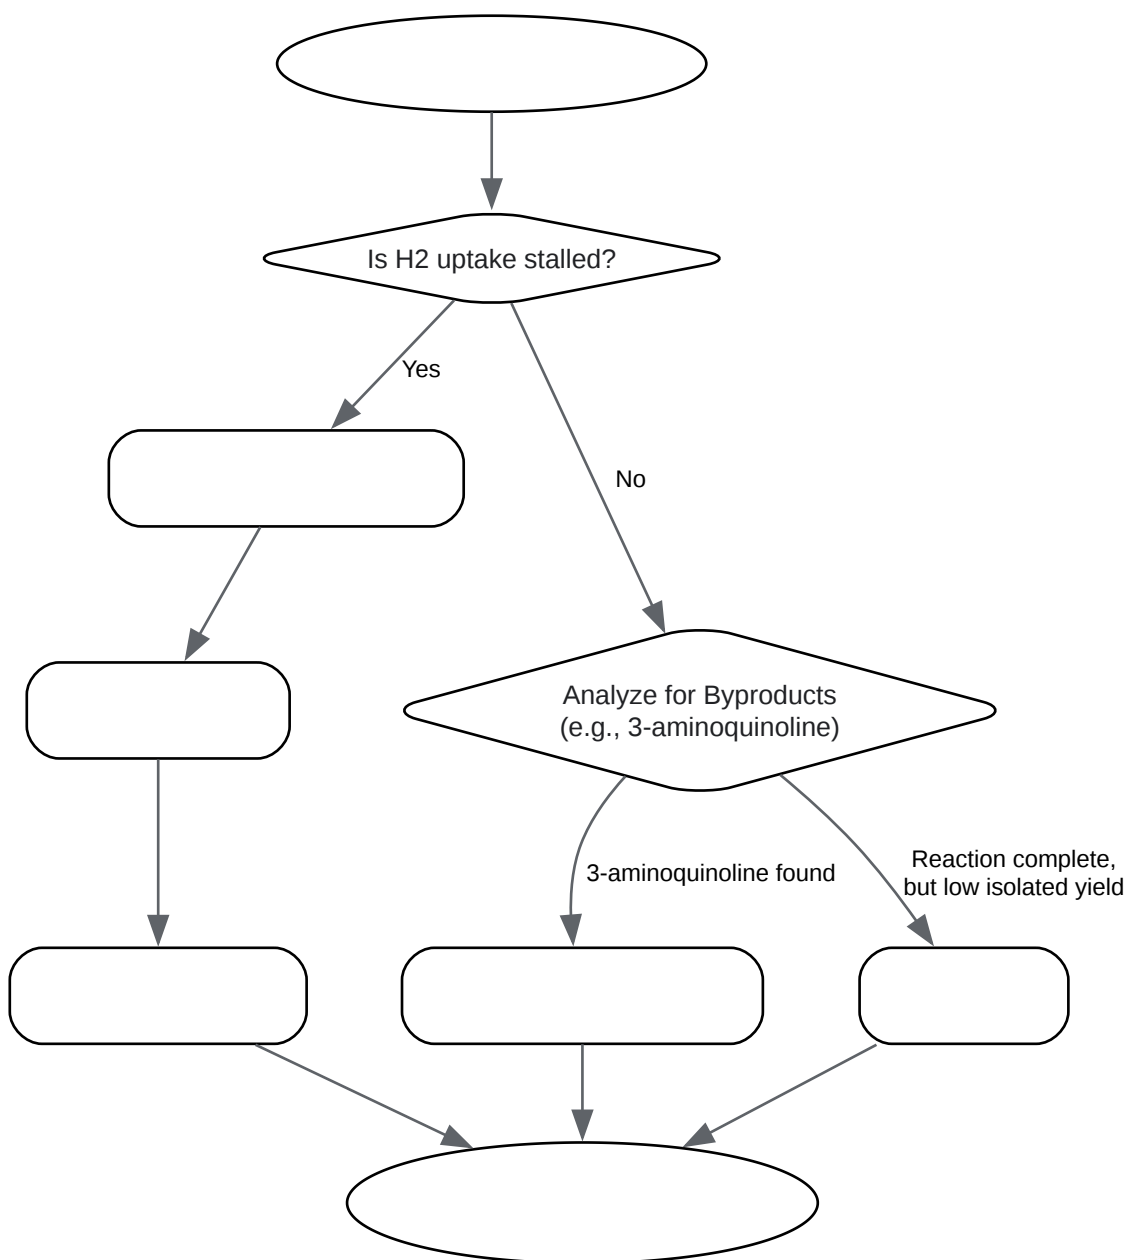 Is H2 uptake stalled?
Yes
No
Analyze for Byproducts
(e.g., 3-aminoquinoline)
3-aminoquinoline found
Reaction complete,
but low isolated yield